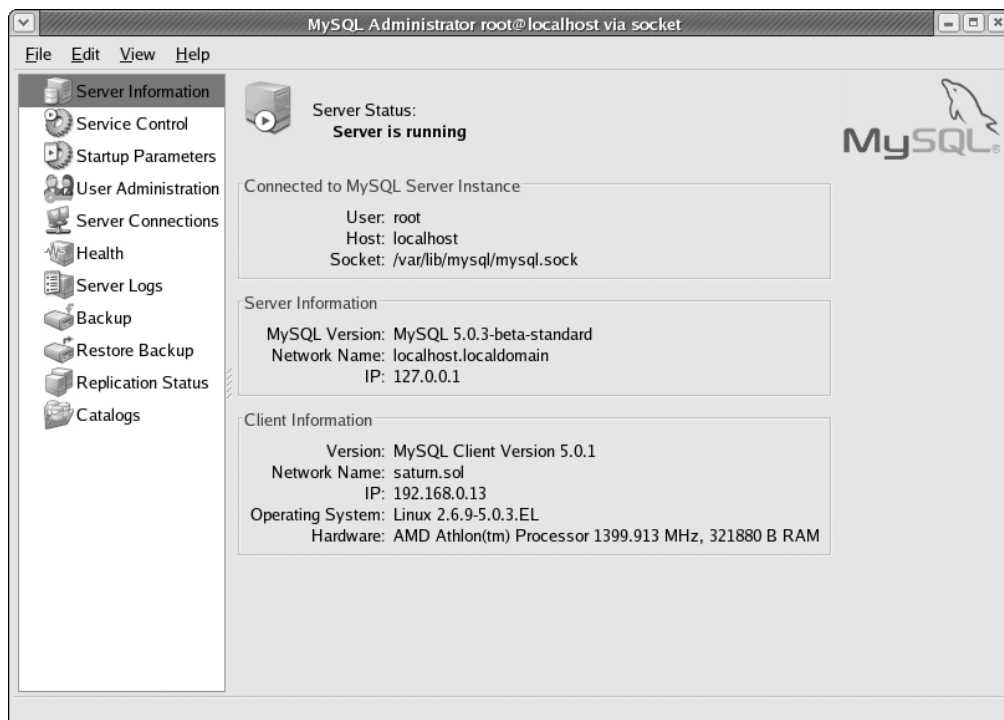 MySQL Administrator root@localhost via socket
File Edit View Help
Server Information
Service Control
Startup Parameters
User Administration
Server Connections
Health
Server Logs
Backup
Restore Backup
Replication Status
Catalogs
Server Status:
Server is running
MySQL®
Connected to MySQL Server Instance
User: root
Host: localhost
Socket: /var/lib/mysql/mysql.sock
Server Information
MySQL Version: MySQL 5.0.3-beta-standard
Network Name: localhost.localdomain
IP: 127.0.0.1
Client Information
Version: MySQL Client Version 5.0.1
Network Name: saturn.sol
IP: 192.168.0.13
Operating System: Linux 2.6.9-5.0.3.EL
Hardware: AMD Athlon(tm) Processor 1399.913 MHz, 321880 B RAM